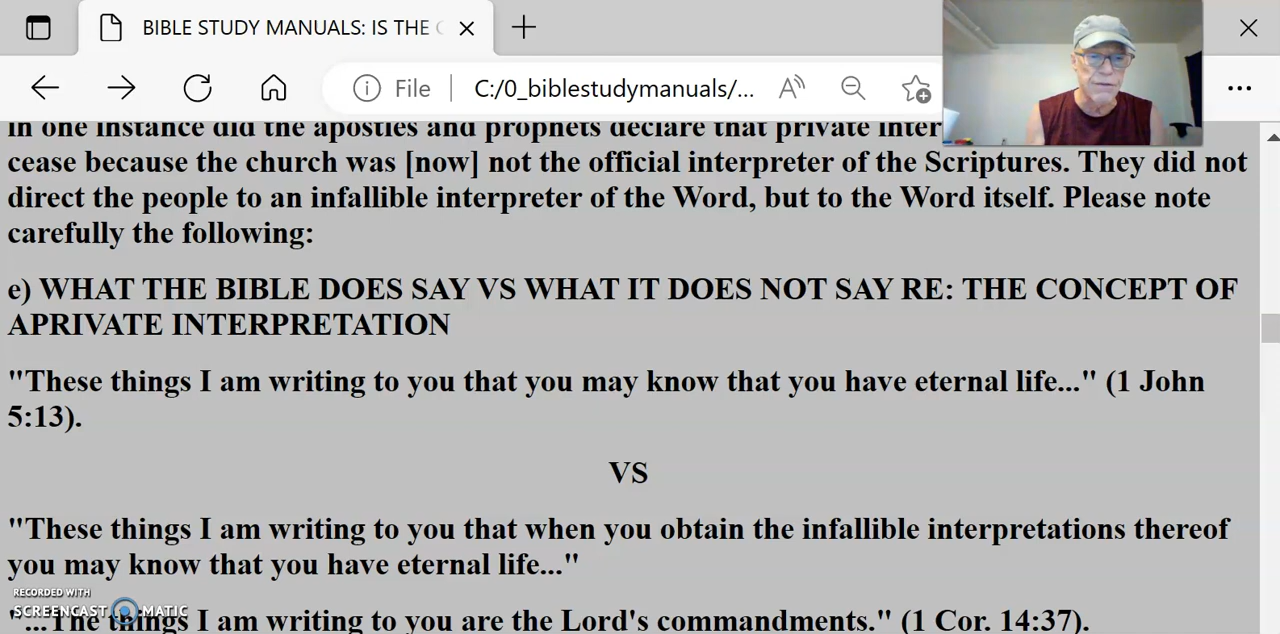 BIBLE STUDY MANUALS: IS THE
File
C:/0_biblestudymanuals/...
in one instance did the apostles and prophets declare that private inter
cease because the church was [now] not the official interpreter of the Scriptures. They did not
direct the people to an infallible interpreter of the Word, but to the Word itself. Please note
carefully the following:
e) WHAT THE BIBLE DOES SAY VS WHAT IT DOES NOT SAY RE: THE CONCEPT OF
APRIVATE INTERPRETATION
"These things I am writing to you that you may know that you have eternal life..." (1 John
5:13).
VS
"These things I am writing to you that when you obtain the infallible interpretations thereof
you may know that you have eternal life..."
RECORDED WITH
SCREENCAST MATIC
"...The things I am writing to you are the Lord's commandments." (1 Cor. 14:37).